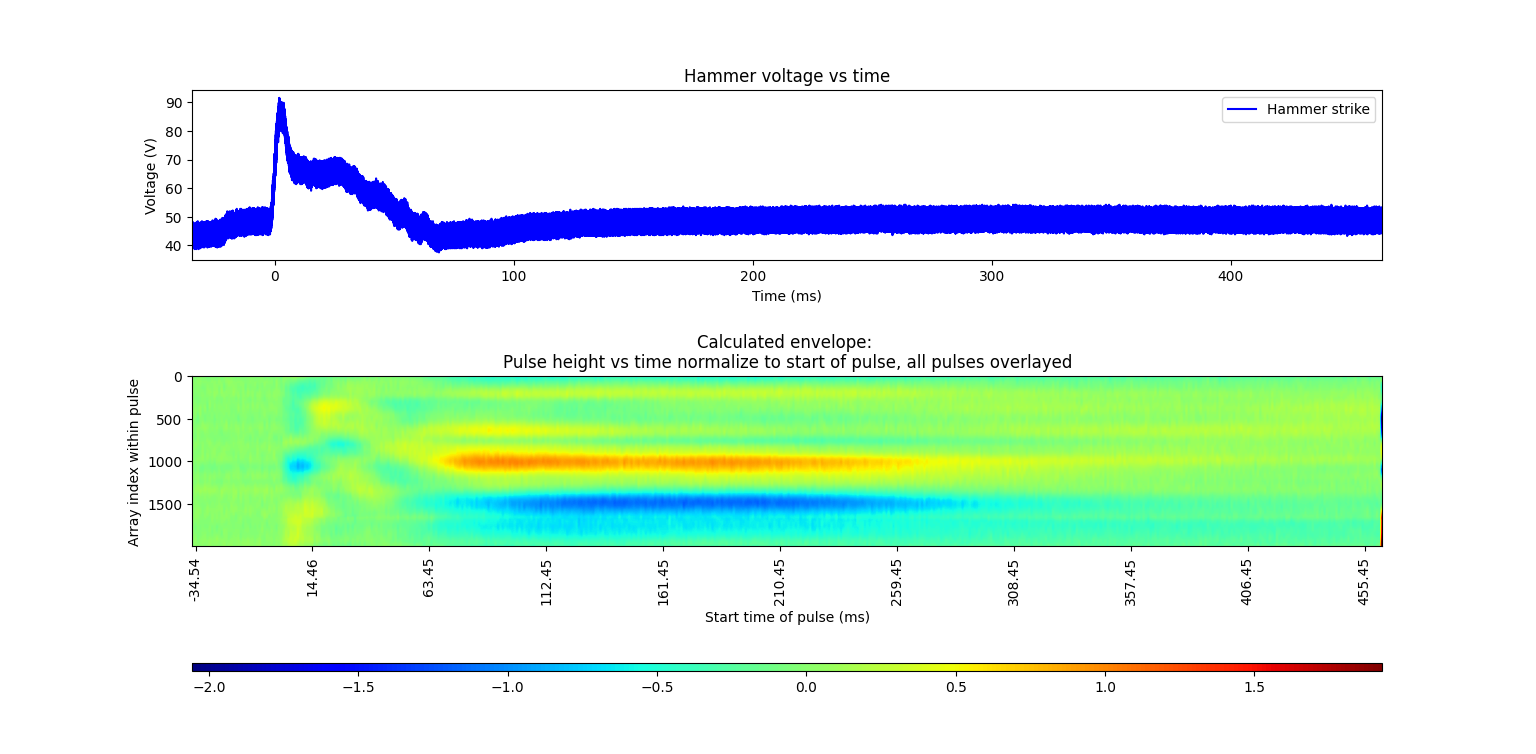 Hammer voltage vs time
Hammer strike
Voltage (V)
90
80
70
60
50
40
0 100 200 300 400
Time (ms)
Calculated envelope:
Pulse height vs time normalize to start of pulse, all pulses overlayed
Array index within pulse
0
500
1000
1500
-34.54 14.46 63.45 112.45 161.45 210.45 259.45 308.45 357.45 406.45 455.45
Start time of pulse (ms)
−2.0 −1.5 −1.0 −0.5 0.0 0.5 1.0 1.5